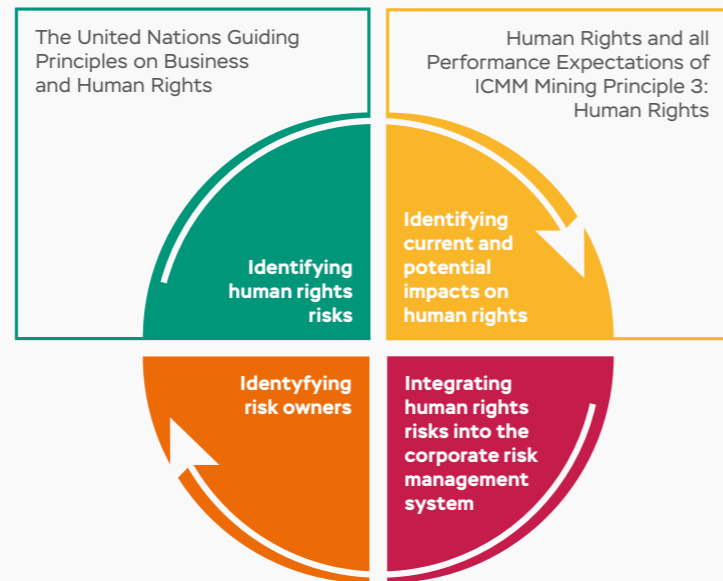 The United Nations Guiding
Principles on Business
and Human Rights
Human Rights and all
Performance Expectations of
ICMM Mining Principle 3:
Human Rights
Identifying
human rights
risks
Identifying
current and
potential
impacts on
human rights
Identyfying
risk owners
Integrating
human rights
risks into the
corporate risk
management
system